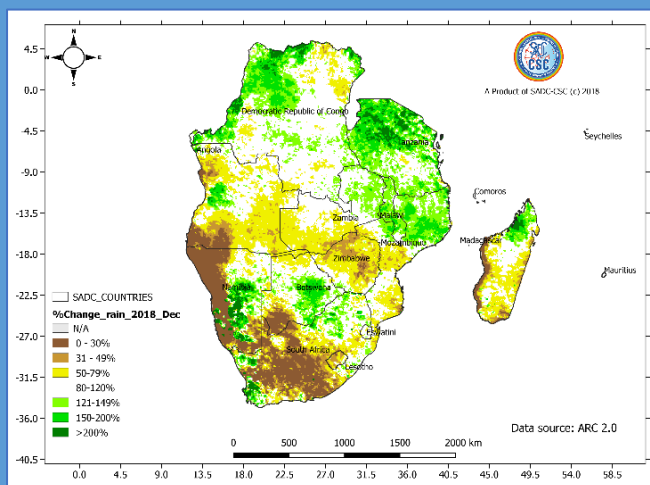 N
W E
S
CSC
A Product of SADC-CSC (c) 2018
4.5
0.0
-4.5
-9.0
-13.5
-18.0
-22.5
-27.0
-31.5
-36.0
-40.5
Democratic Republic of Congo
Tanzania
Seychelles
Angola
Comoros
Zambia
Malawi
Mozambique
Madagascar
Zimbabwe
Mauritius
Namibia
Botswana
Eswatini
South Africa
Lesotho
SADC_COUNTRIES
%Change_rain_2018_Dec
N/A
0 - 30%
31 - 49%
50-79%
80-120%
121-149%
150-200%
>200%
Data source: ARC 2.0
0 500 1000 1500 2000 km
0.0 4.5 9.0 13.5 18.0 22.5 27.0 31.5 36.0 40.5 45.0 49.5 55.5